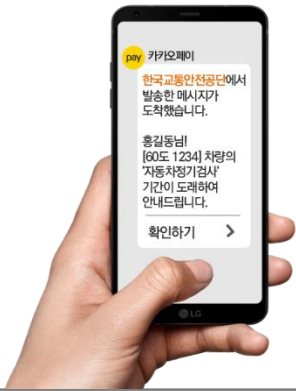 pay 카카오페이
한국교통안전공단에서
발송한 메시지가
도착했습니다.
홍길동님!
[60도 1234] 차량의
'자동차정기검사'
기간이 도래하여
안내드립니다.
확인하기 >
LG